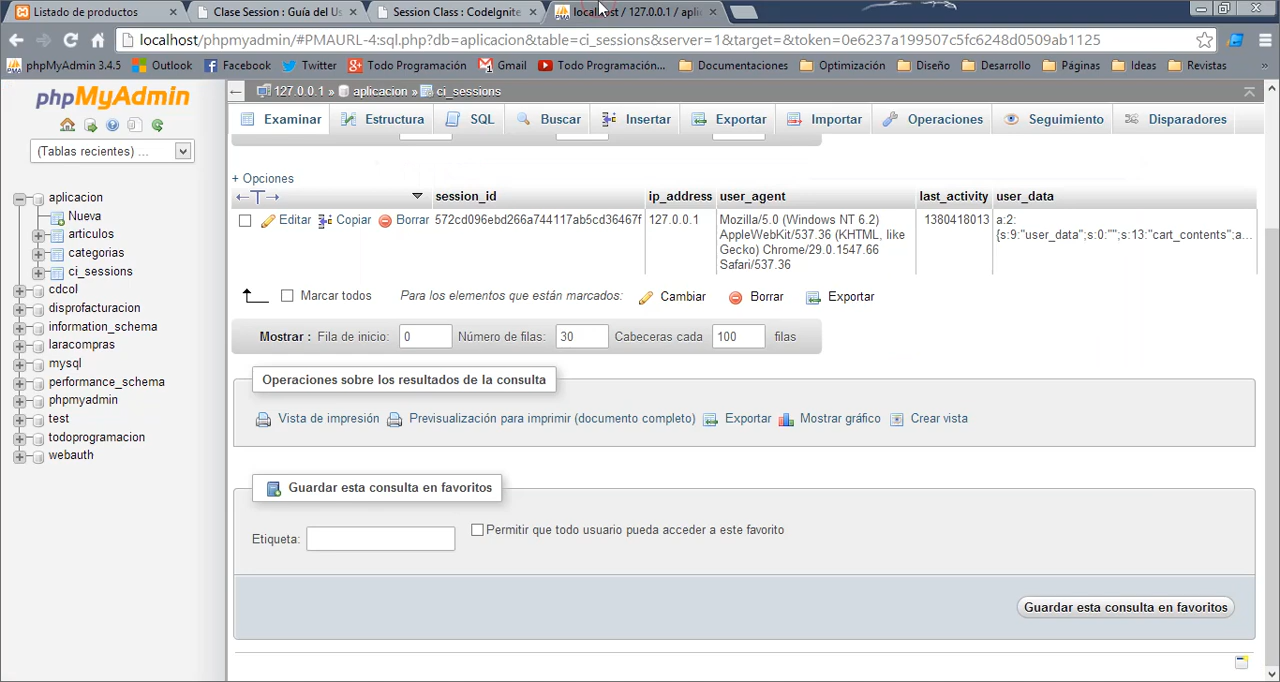 Listado de productos
Clase Sesión : Guía del Us
Session Class : CodeIgnite
localhost / 127.0.0.1 / apli
localhost/phpmyadmin/#PMAURL-4:sql.php?db=aplicacion&table=ci_sessions&server=1&target=&token=0e6237a199507c5fc6248d0509ab1125
phpMyAdmin 3.4.5 Outlook Facebook Twitter Todo Programación Gmail Todo Programación... Documentaciones Optimización Diseño Desarrollo Páginas Ideas Revistas »
phpMyAdmin
(Tablas recientes) ...
aplicacion
Nueva
articulos
categorias
ci_sessions
cdcol
disprofacturacion
information_schema
laracompras
mysql
performance_schema
phpmyadmin
test
todoprogramacion
webauth
127.0.0.1 » aplicacion » ci_sessions
Examinar Estructura SQL Buscar Insertar Exportar Importar Operaciones Seguimiento Disparadores
+ Opciones
←T→ session_id ip_address user_agent last_activity user_data
Editar Copiar Borrar 572cd096ebd266a744117ab5cd36467f 127.0.0.1 Mozilla/5.0 (Windows NT 6.2) 1380418013 a:2:
AppleWebKit/537.36 (KHTML, like {s:9:"user_data";s:0:"";s:13:"cart_contents";a...
Gecko) Chrome/29.0.1547.66
Safari/537.36
Marcar todos Para los elementos que están marcados: Cambiar Borrar Exportar
Mostrar : Fila de inicio: 0 Número de filas: 30 Cabeceras cada 100 filas
Operaciones sobre los resultados de la consulta
Vista de impresión Previsualización para imprimir (documento completo) Exportar Mostrar gráfico Crear vista
Guardar esta consulta en favoritos
Etiqueta: Permitir que todo usuario pueda acceder a este favorito
Guardar esta consulta en favoritos